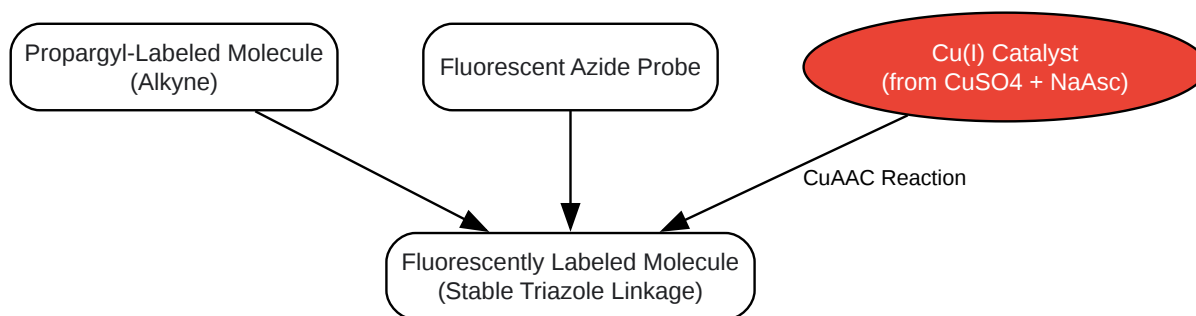 Propargyl-Labeled Molecule
(Alkyne)
Fluorescent Azide Probe
Cu(I) Catalyst
(from CuSO4 + NaAsc)
CuAAC Reaction
Fluorescently Labeled Molecule
(Stable Triazole Linkage)